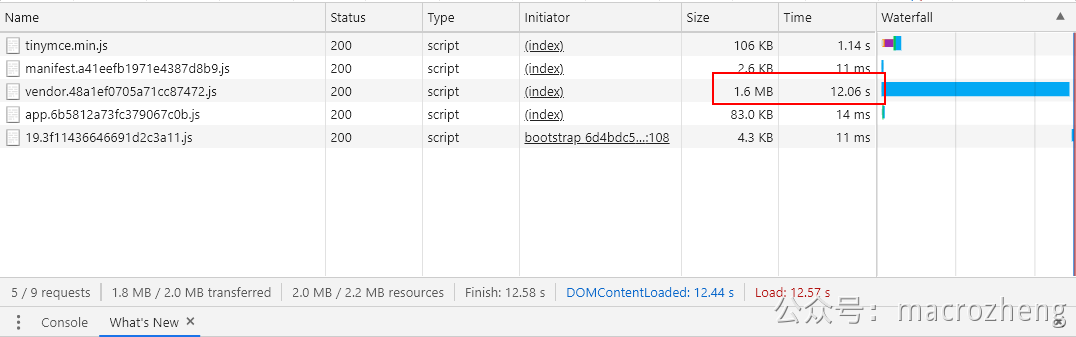 Name Status Type Initiator Size Time Waterfall
tinymce.min.js 200 script (index) 106 KB 1.14 s
manifest.a41eefb1971e4387d8b9.js 200 script (index) 2.6 KB 11 ms
vendor.48a1ef0705a71cc87472.js 200 script (index) 1.6 MB 12.06 s
app.6b5812a73fc379067c0b.js 200 script (index) 83.0 KB 14 ms
19.3f11436646691d2c3a11.js 200 script bootstrap 6d4bdc5...:108 4.3 KB 11 ms
5 / 9 requests 1.8 MB / 2.0 MB transferred 2.0 MB / 2.2 MB resources Finish: 12.58 s DOMContentLoaded: 12.44 s Load: 12.57 s
公众号：macrozheng
Console What's New